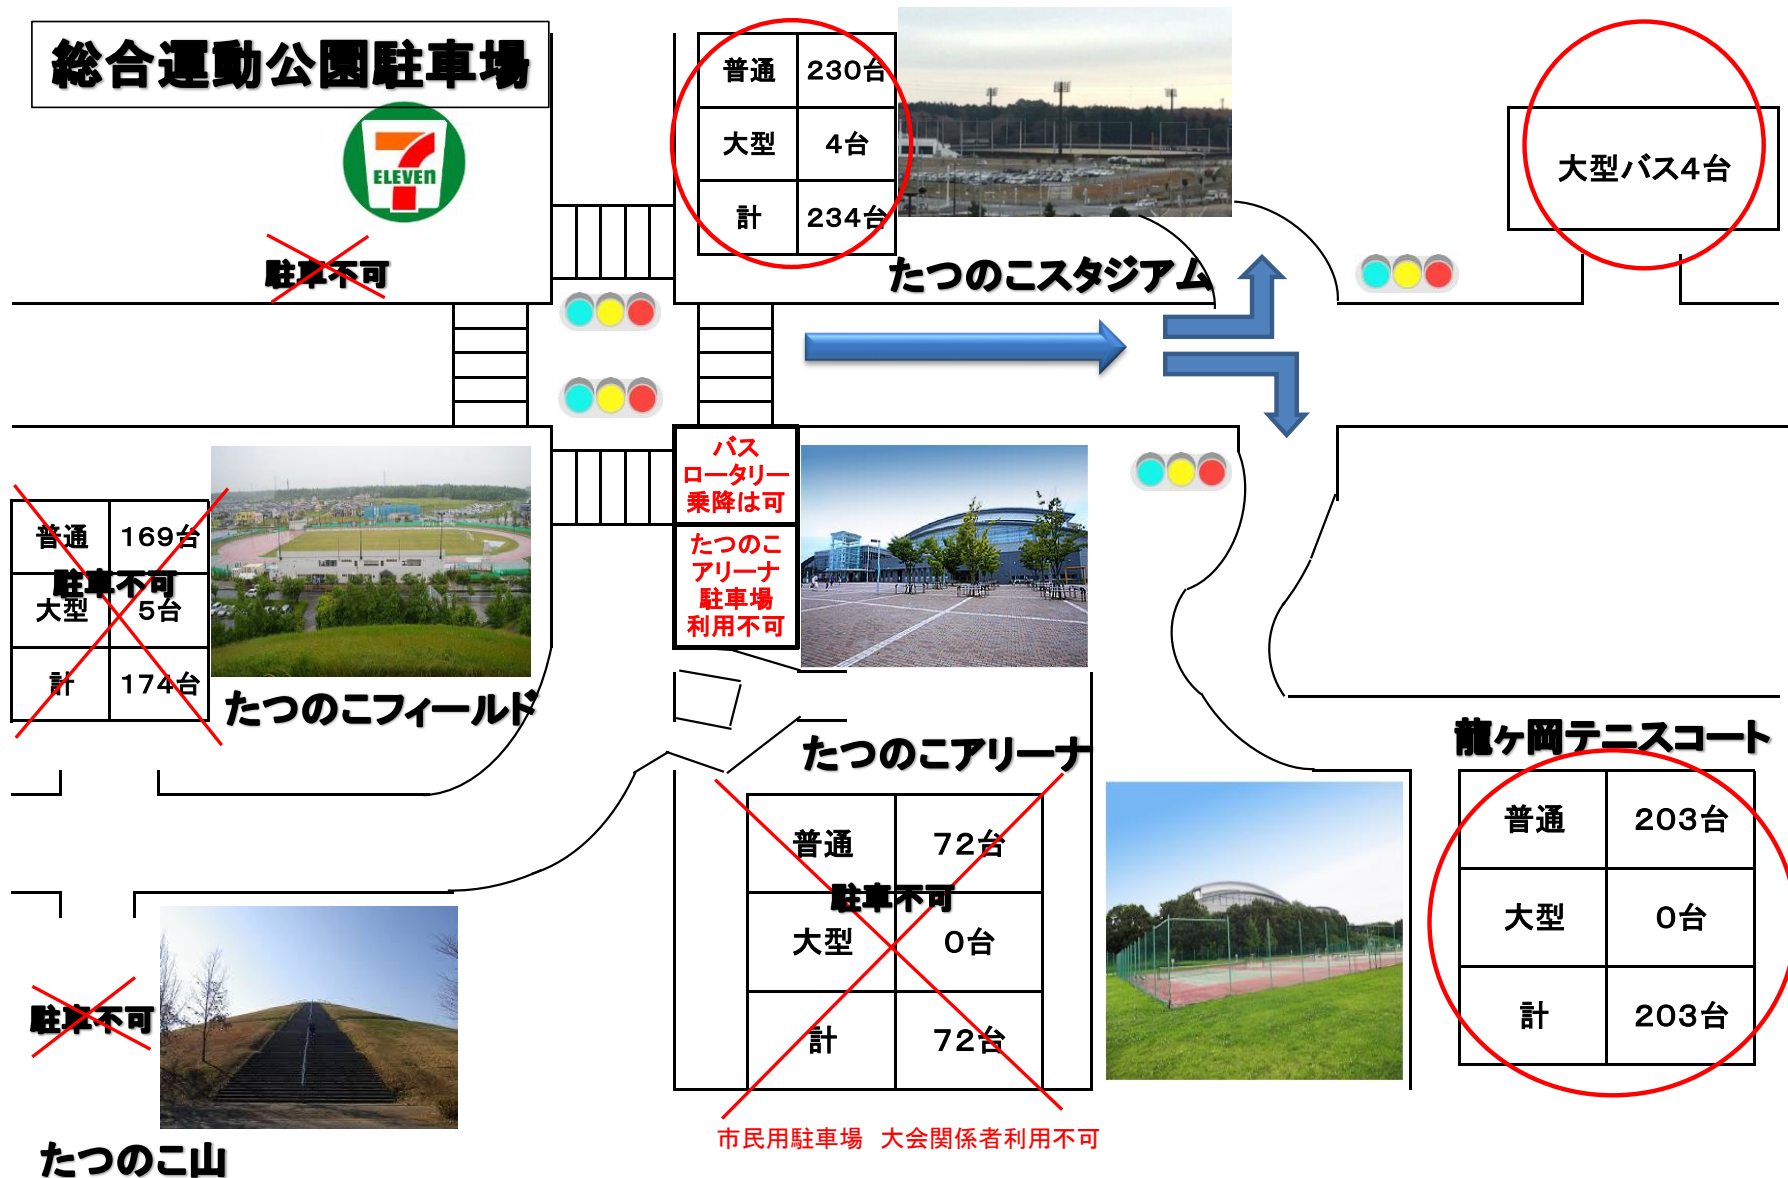 総合運動公園駐車場
7
ELEVEn
駐車不可
普通 230台
大型 4台
計 234台
たつのこスタジアム
大型バス4台
バス
ロータリー
乗降は可
たつのこ
アリーナ
駐車場
利用不可
普通 169台
駐車不可
大型 5台
計 174台
たつのこフィールド
たつのこアリーナ
普通 72台
駐車不可
大型 0台
計 72台
市民用駐車場 大会関係者利用不可
龍ヶ岡テニスコート
普通 203台
大型 0台
計 203台
駐車不可
たつのこ山